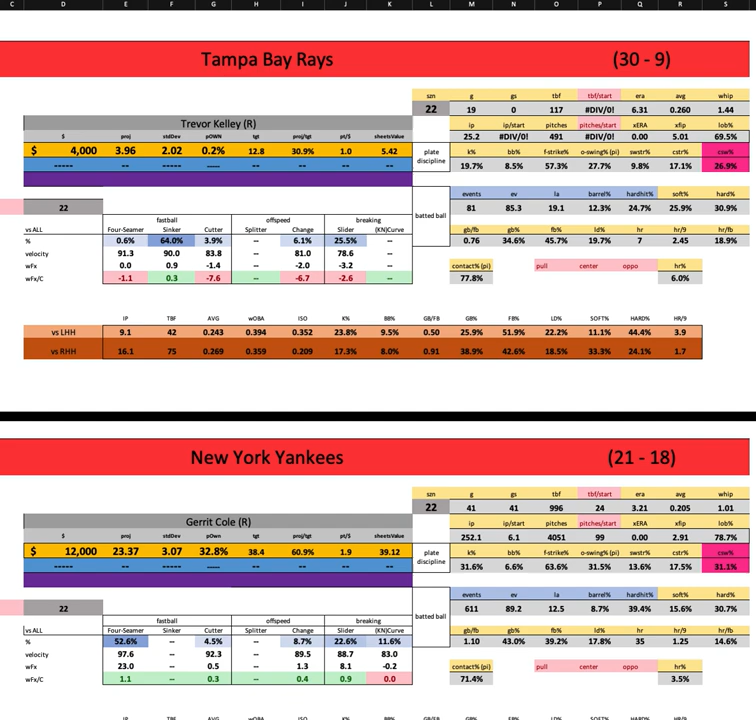 C D E F G H I J K L M N O P Q R S
Tampa Bay Rays (30 - 9)
szn g gs tbf tbf/start era avg whip
22 19 0 117 #DIV/0! 6.31 0.260 1.44
Trevor Kelley (R) ip ip/start pitches pitches/start xERA xfip lob%
$ proj stdDev pOWN tgt proj/tgt pt/$ sheetsValue 25.2 #DIV/0! 491 #DIV/0! 0.00 5.01 69.5%
$ 4,000 3.96 2.02 0.2% 12.8 30.9% 1.0 5.42 plate discipline k% bb% f-strike% o-swing% (pi) swstr% cstr% csw%
----- -- -- ___ -- -- -- -- 19.7% 8.5% 57.3% 27.7% 9.8% 17.1% 26.9%
events ev la barrel% hardhit% soft% hard%
22 batted ball 81 85.3 19.1 12.3% 24.7% 25.9% 30.9%
fastball offspeed breaking
vs ALL Four-Seamer Sinker Cutter Splitter Change Slider (KN)Curve gb/fb gb% fb% ld% hr hr/9 hr/fb
% 0.6% 64.0% 3.9% -- 6.1% 25.5% -- 0.76 34.6% 45.7% 19.7% 7 2.45 18.9%
velocity 91.3 90.0 83.8 -- 81.0 78.6 --
wFx 0.0 0.9 -1.4 -- -2.0 -3.2 -- contact% (pi) pull center oppo hr%
wFx/C -1.1 0.3 -7.6 -- -6.7 -2.6 -- 77.8% 6.0%
IP TBF AVG wOBA ISO K% BB% GB/FB GB% FB% LD% SOFT% HARD% HR/9
vs LHH 9.1 42 0.243 0.394 0.352 23.8% 9.5% 0.50 25.9% 51.9% 22.2% 11.1% 44.4% 3.9
vs RHH 16.1 75 0.269 0.359 0.209 17.3% 8.0% 0.91 38.9% 42.6% 18.5% 33.3% 24.1% 1.7
New York Yankees (21 - 18)
szn g gs tbf tbf/start era avg whip
22 41 41 996 24 3.21 0.205 1.01
Gerrit Cole (R) ip ip/start pitches pitches/start xERA xfip lob%
$ proj stdDev pOwn tgt proj/tgt pt/$ sheetsValue 252.1 6.1 4051 99 0.00 2.91 78.7%
$ 12,000 23.37 3.07 32.8% 38.4 60.9% 1.9 39.12 plate discipline k% bb% f-strike% o-swing% (pi) swstr% cstr% csw%
----- -- -- ___ -- -- -- -- 31.6% 6.6% 63.6% 31.5% 13.6% 17.5% 31.1%
events ev la barrel% hardhit% soft% hard%
22 batted ball 611 89.2 12.5 8.7% 39.4% 15.6% 30.7%
fastball offspeed breaking
vs ALL Four-Seamer Sinker Cutter Splitter Change Slider (KN)Curve gb/fb gb% fb% ld% hr hr/9 hr/fb
% 52.6% -- 4.5% -- 8.7% 22.6% 11.6% 1.10 43.0% 39.2% 17.8% 35 1.25 14.6%
velocity 97.6 -- 92.3 -- 89.5 88.7 83.0
wFx 23.0 -- 0.5 -- 1.3 8.1 -0.2 contact% (pi) pull center oppo hr%
wFx/C 1.1 -- 0.3 -- 0.4 0.9 0.0 71.4% 3.5%
IP TBF AVG wOBA ISO K% BB% GB/FB GB% FB% LD% SOFT% HARD% HR/9